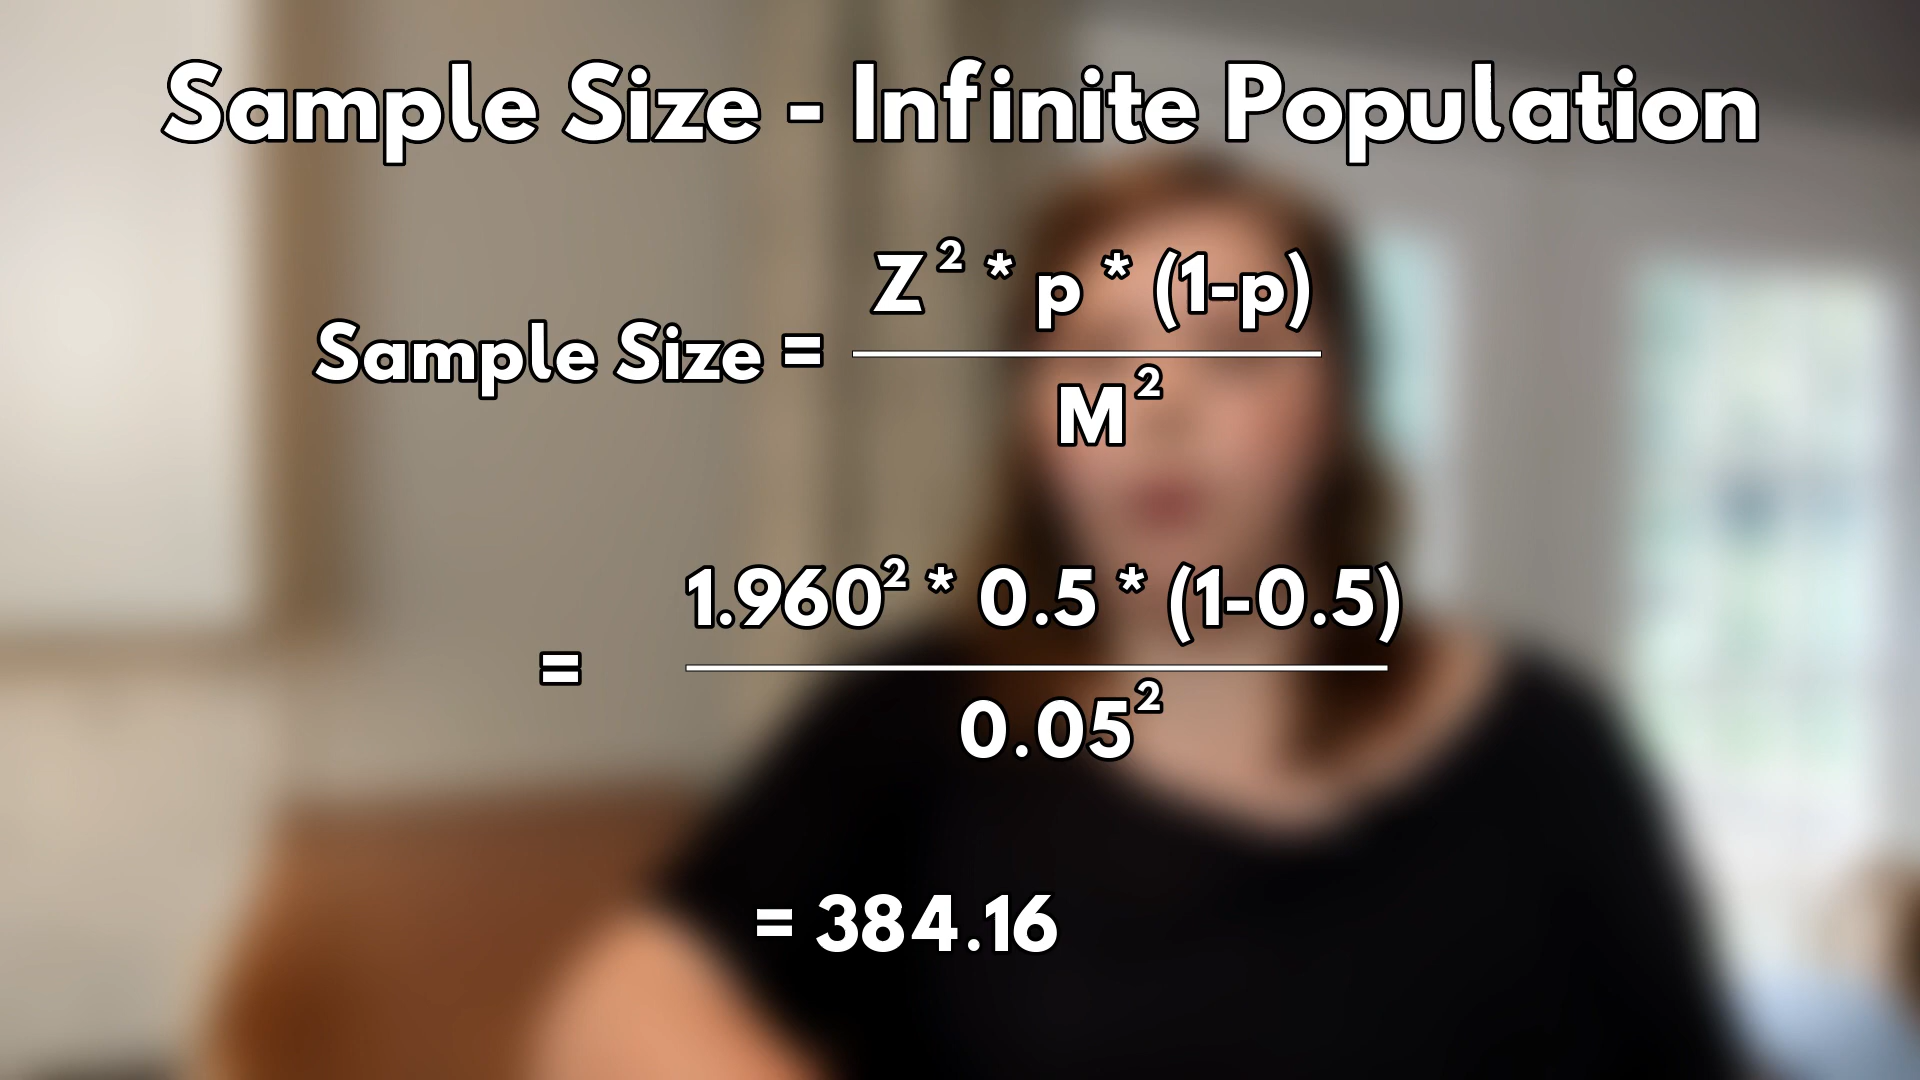 Sample Size - Infinite Population
Z² * p * (1-p)
Sample Size =
M²
1.960² * 0.5 * (1-0.5)
=
0.05²
= 384.16